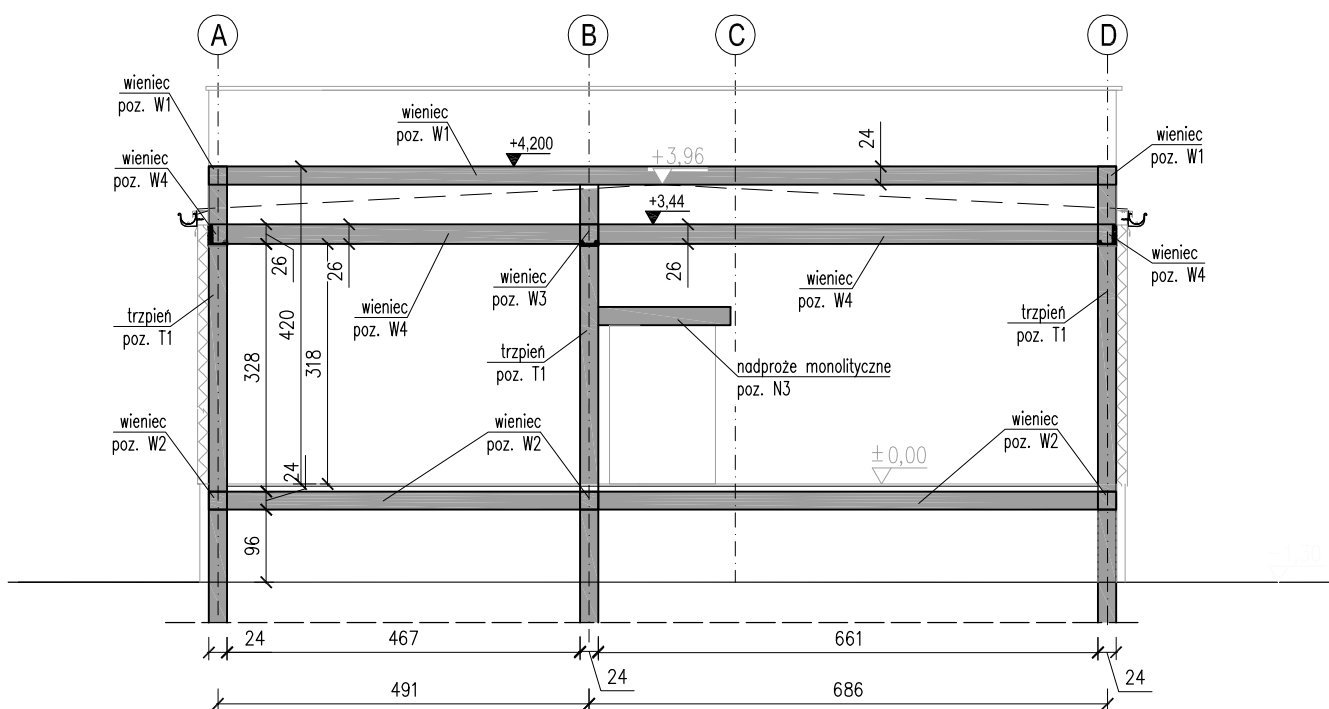 A
B
C
D
wieniec
poz. W1
wieniec
poz. W1
+4,200
+3,96
24
wieniec
poz. W1
wieniec
poz. W4
+3,44
26
26
26
wieniec
poz. W4
wieniec
poz. W3
wieniec
poz. W4
wieniec
poz. W4
trzpień
poz. T1
420
328
318
trzpień
poz. T1
trzpień
poz. T1
nadproże monolityczne
poz. N3
wieniec
poz. W2
wieniec
poz. W2
wieniec
poz. W2
±0,00
24
96
24
467
661
24
24
491
686